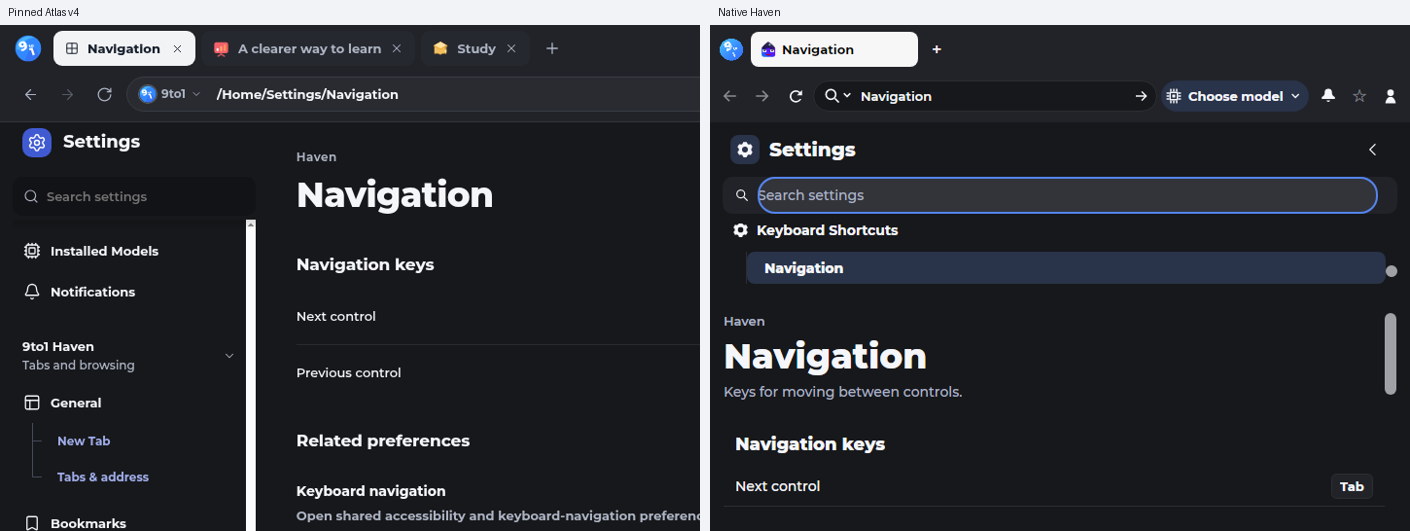 Pinned Atlas v4
Navigation
A clearer way to learn
Study
9to1
/Home/Settings/Navigation
Settings
Search settings
Installed Models
Notifications
9to1 Haven
Tabs and browsing
General
New Tab
Tabs & address
Bookmarks
Haven
Navigation
Navigation keys
Next control
Previous control
Related preferences
Keyboard navigation
Open shared accessibility and keyboard-navigation preferenc
Native Haven
Navigation
Navigation
Choose model
Settings
Search settings
Keyboard Shortcuts
Navigation
Haven
Navigation
Keys for moving between controls.
Navigation keys
Next control Tab